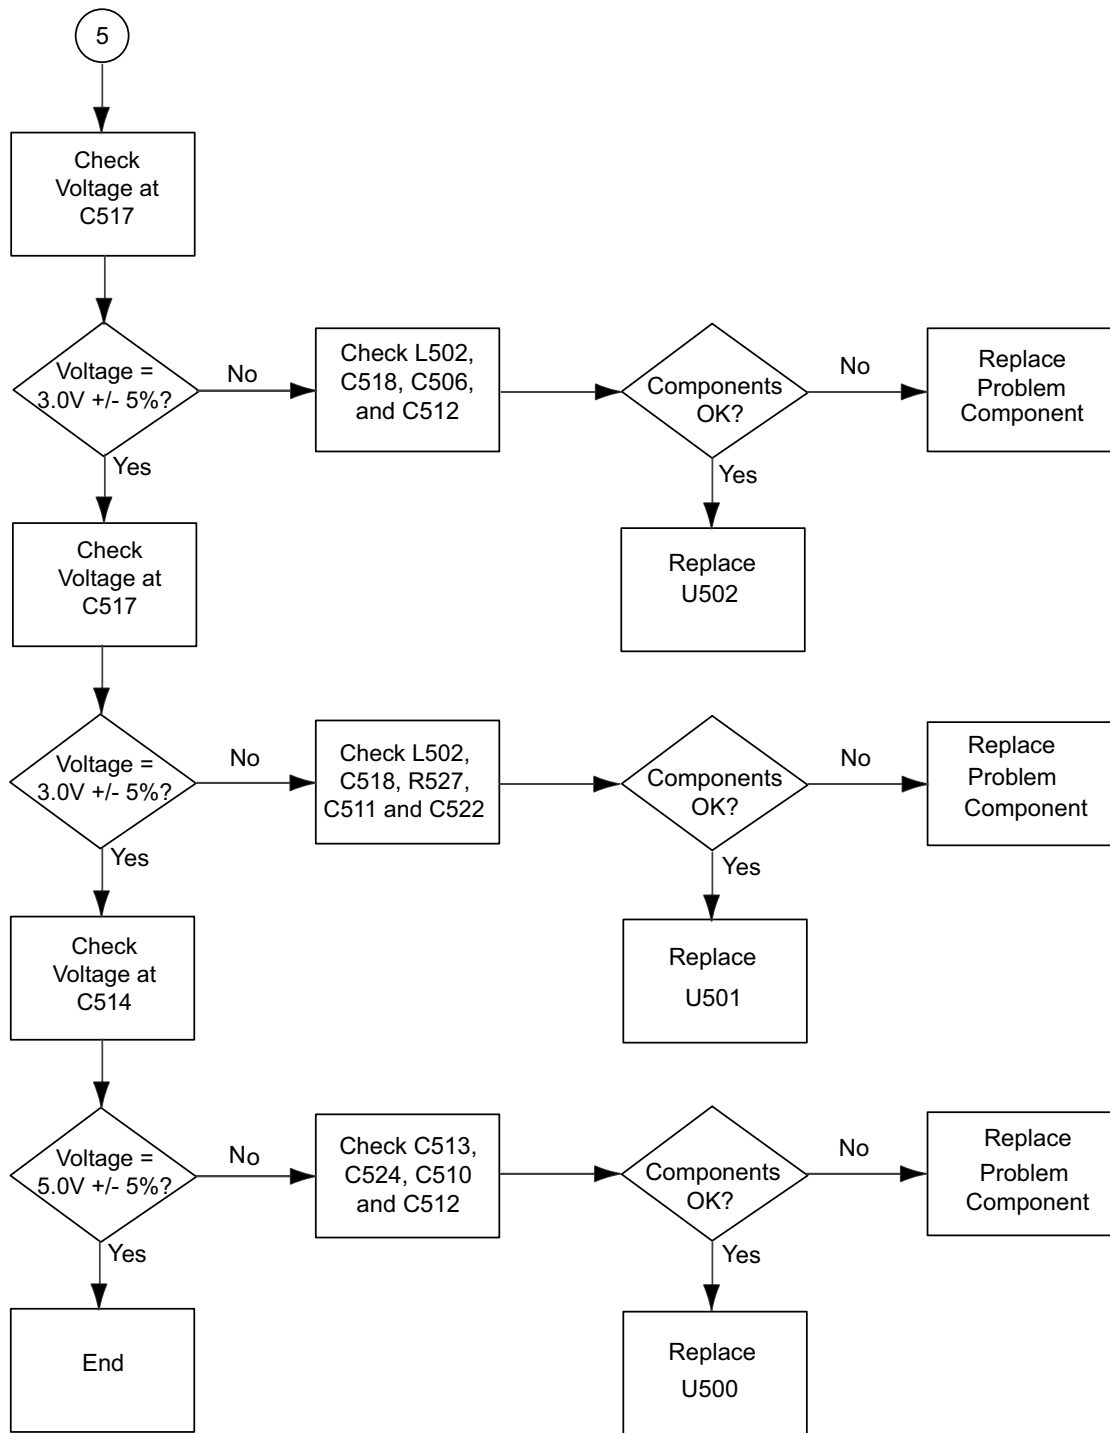 5
Check
Voltage at
C517
Voltage =
3.0V +/- 5%?
No
Check L502,
C518, C506,
and C512
Components
OK?
No
Replace
Problem
Component
Yes
Yes
Replace
U502
Check
Voltage at
C517
Voltage =
3.0V +/- 5%?
No
Check L502,
C518, R527,
C511 and C522
Components
OK?
No
Replace
Problem
Component
Yes
Yes
Replace
U501
Check
Voltage at
C514
Voltage =
5.0V +/- 5%?
No
Check C513,
C524, C510
and C512
Components
OK?
No
Replace
Problem
Component
Yes
Yes
End
Replace
U500